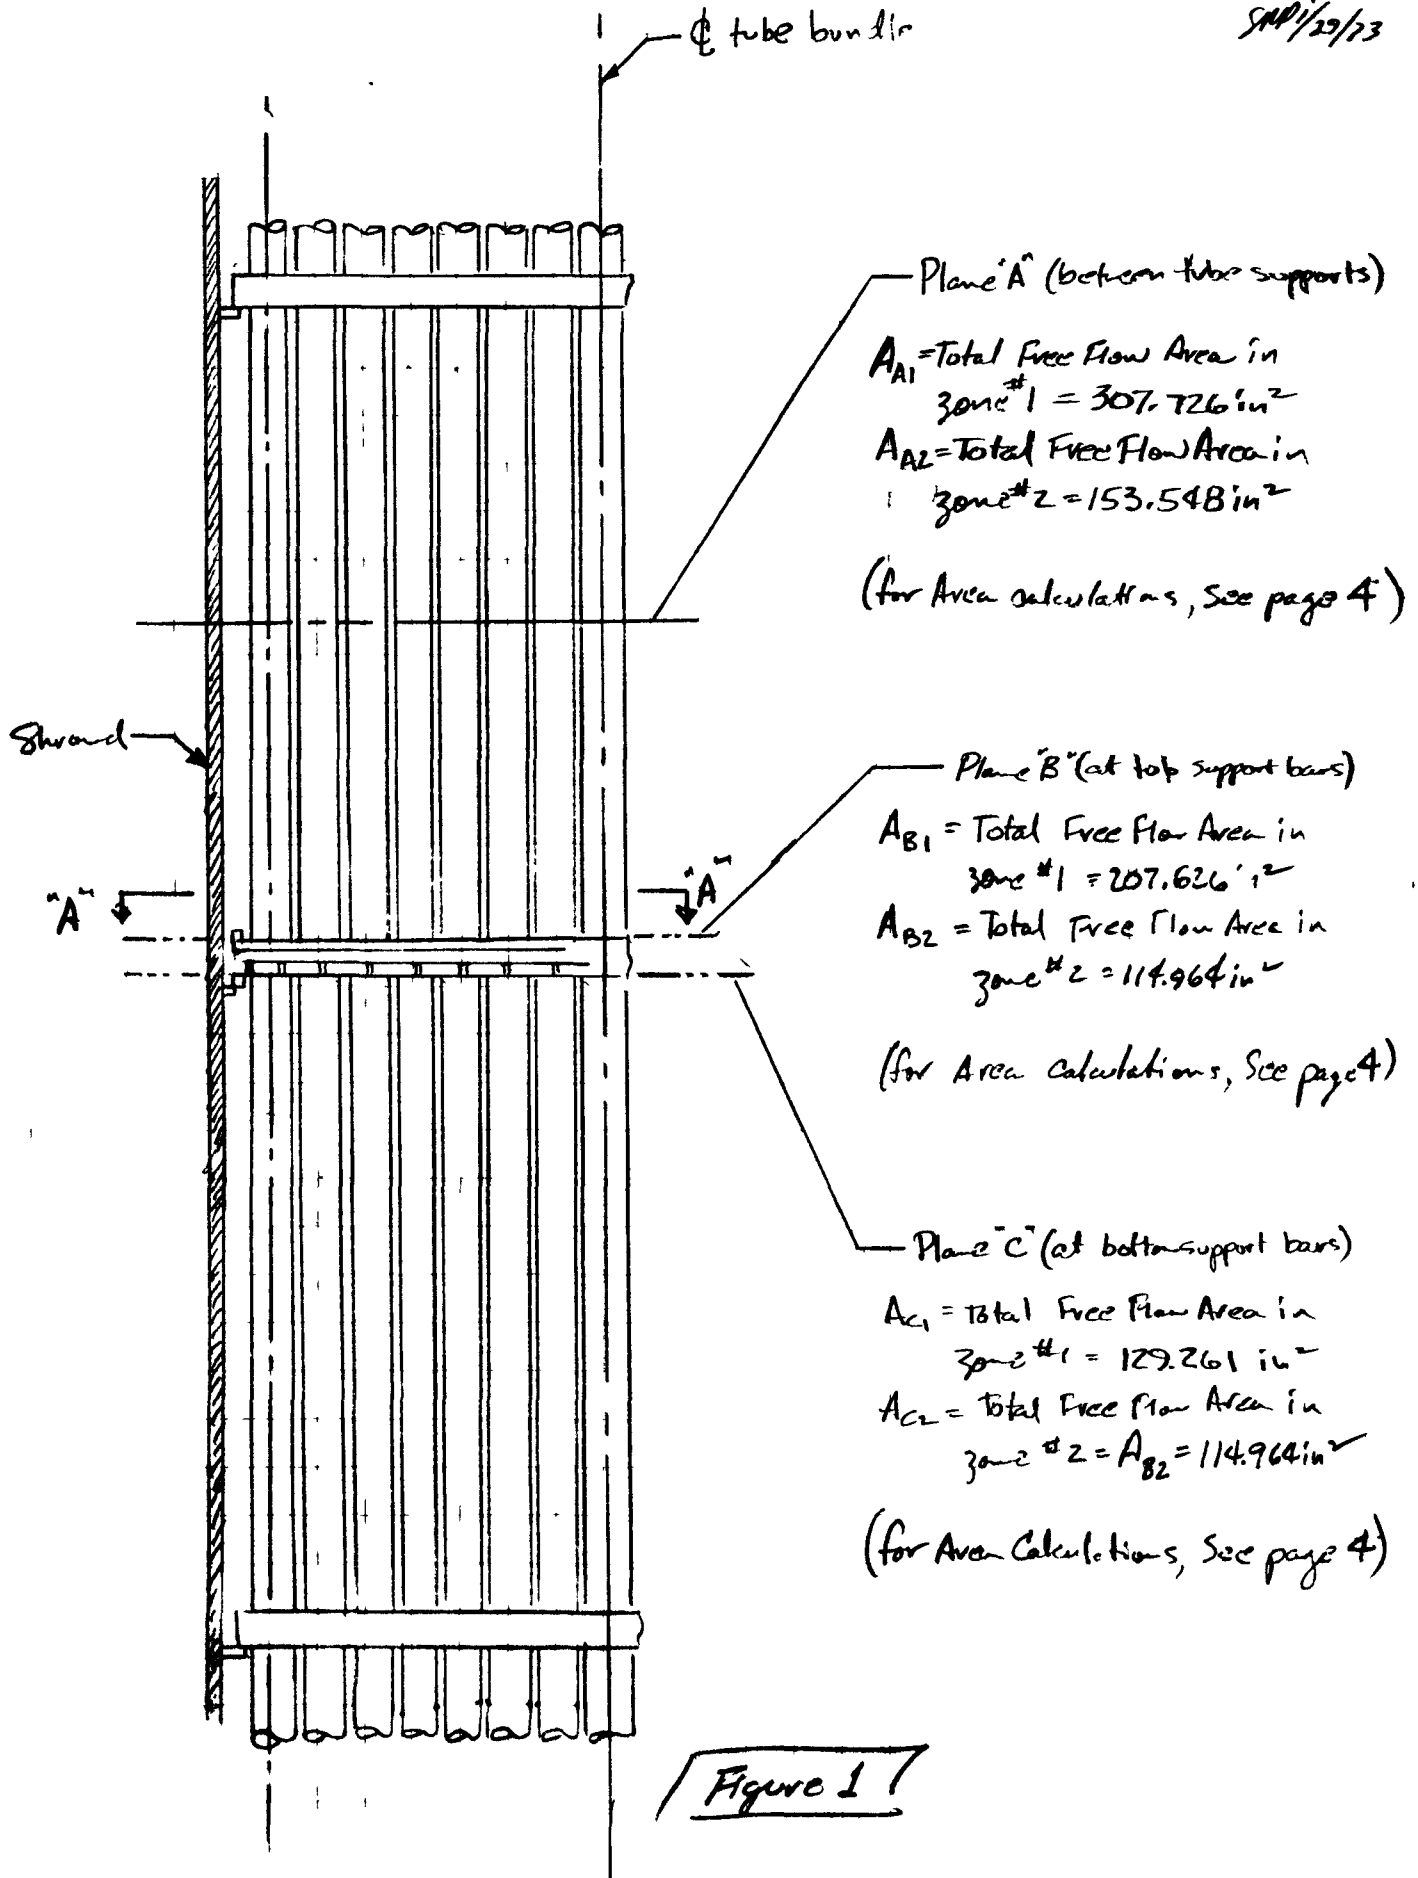 1/29/73
℄ tube bundle
Plane "A" (between tube supports)
A_A1 = Total Free Flow Area in
zone #1 = 307.726 in²
A_A2 = Total Free Flow Area in
zone #2 = 153.548 in²
(for Area calculations, See page 4)
Shroud
Plane "B" (at top support bars)
A_B1 = Total Free Flow Area in
zone #1 = 207.626 in²
"A" "A"
A_B2 = Total Free Flow Area in
zone #2 = 114.964 in²
(for Area Calculations, See page 4)
Plane "C" (at bottom support bars)
A_C1 = Total Free Flow Area in
zone #1 = 129.261 in²
A_C2 = Total Free Flow Area in
zone #2 = A_B2 = 114.964 in²
(for Area Calculations, See page 4)
Figure 1